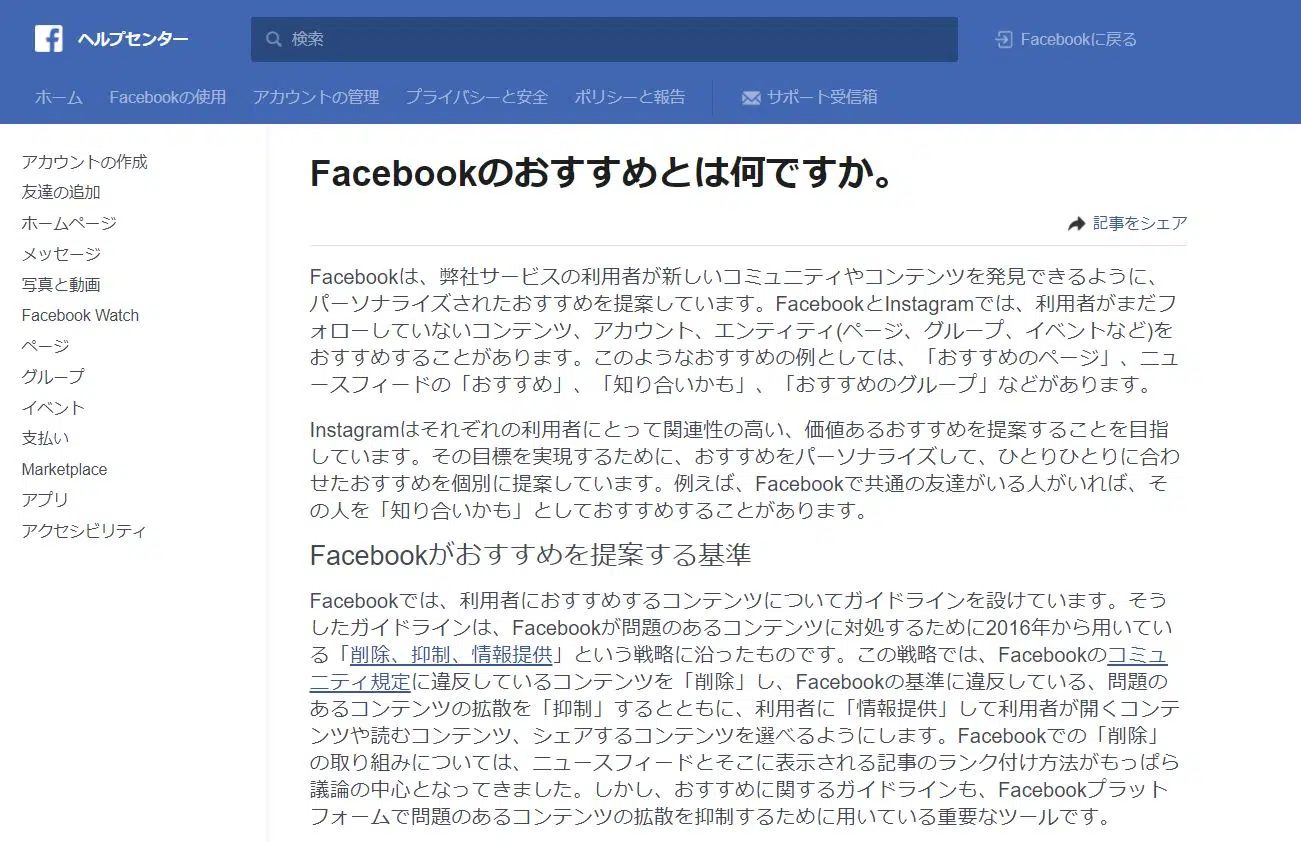 ヘルプセンター
検索
Facebookに戻る
ホーム
Facebookの使用
アカウントの管理
プライバシーと安全
ポリシーと報告
サポート受信箱
アカウントの作成
友達の追加
ホームページ
メッセージ
写真と動画
Facebook Watch
ページ
グループ
イベント
支払い
Marketplace
アプリ
アクセシビリティ
Facebookのおすすめとは何ですか。
記事をシェア
Facebookは、弊社サービスの利用者が新しいコミュニティやコンテンツを発見できるように、
パーソナライズされたおすすめを提案しています。FacebookとInstagramでは、利用者がまだフ
ォローしていないコンテンツ、アカウント、エンティティ(ページ、グループ、イベントなど)を
おすすめすることがあります。このようなおすすめの例としては、「おすすめのページ」、ニュ
ースフィードの「おすすめ」、「知り合いかも」、「おすすめのグループ」などがあります。
Instagramはそれぞれの利用者にとって関連性の高い、価値あるおすすめを提案することを目指
しています。その目標を実現するために、おすすめをパーソナライズして、ひとりひとりに合わ
せたおすすめを個別に提案しています。例えば、Facebookで共通の友達がいる人がいれば、そ
の人を「知り合いかも」としておすすめすることがあります。
Facebookがおすすめを提案する基準
Facebookでは、利用者におすすめするコンテンツについてガイドラインを設けています。そう
したガイドラインは、Facebookが問題のあるコンテンツに対処するために2016年から用いてい
る「削除、抑制、情報提供」という戦略に沿ったものです。この戦略では、Facebookのコミュ
ニティ規定に違反しているコンテンツを「削除」し、Facebookの基準に違反している、問題の
あるコンテンツの拡散を「抑制」するとともに、利用者に「情報提供」して利用者が開くコンテ
ンツや読むコンテンツ、シェアするコンテンツを選べるようにします。Facebookでの「削除」
の取り組みについては、ニュースフィードとそこに表示される記事のランク付け方法がもっぱら
議論の中心となってきました。しかし、おすすめに関するガイドラインも、Facebookプラット
フォームで問題のあるコンテンツの拡散を抑制するために用いている重要なツールです。